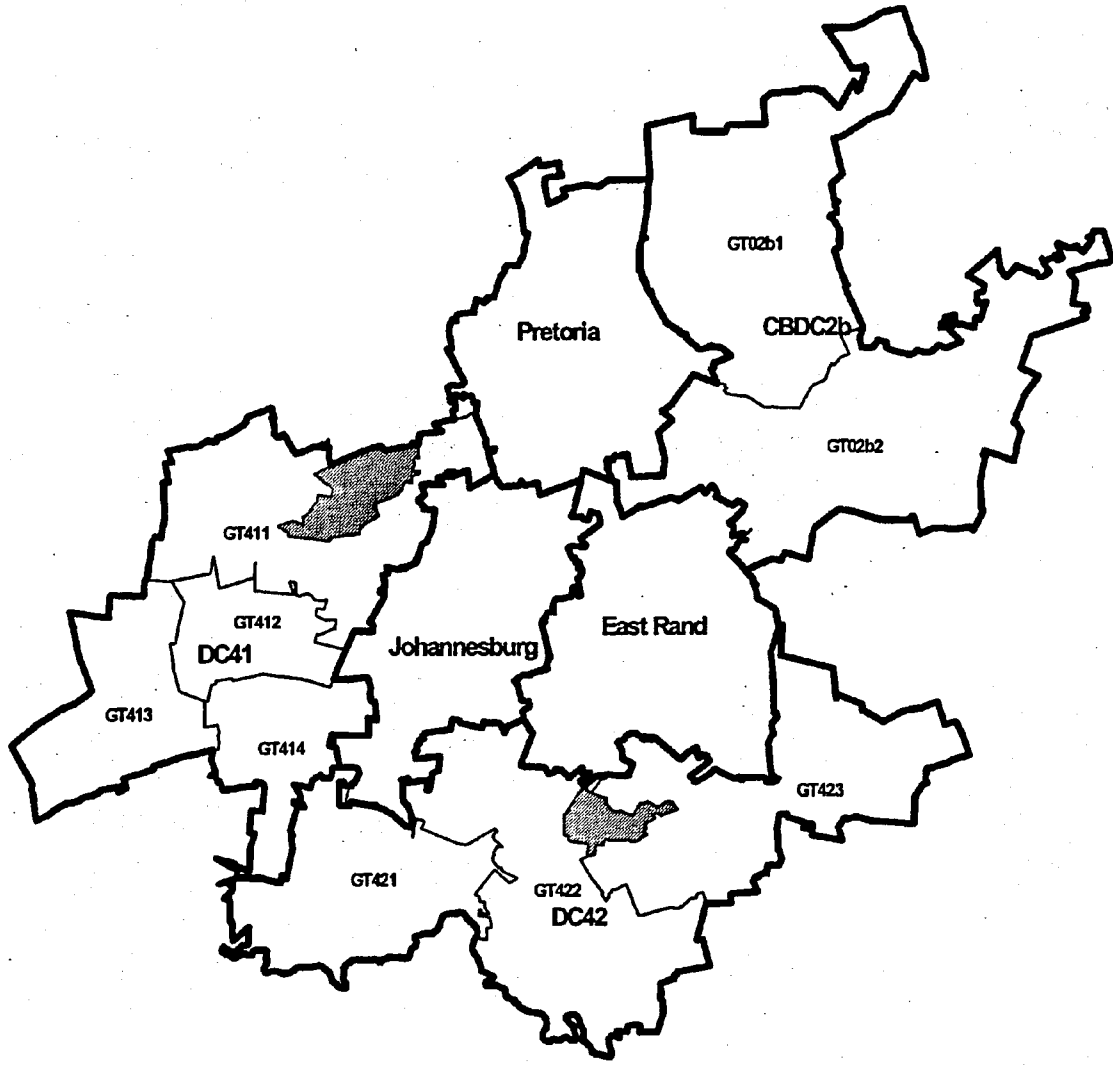 GT02b1
CBDC2b
Pretoria
GT02b2
GT411
GT412
East Rand
Johannesburg
DC41
GT413
GT414
GT423
GT421
GT422
DC42